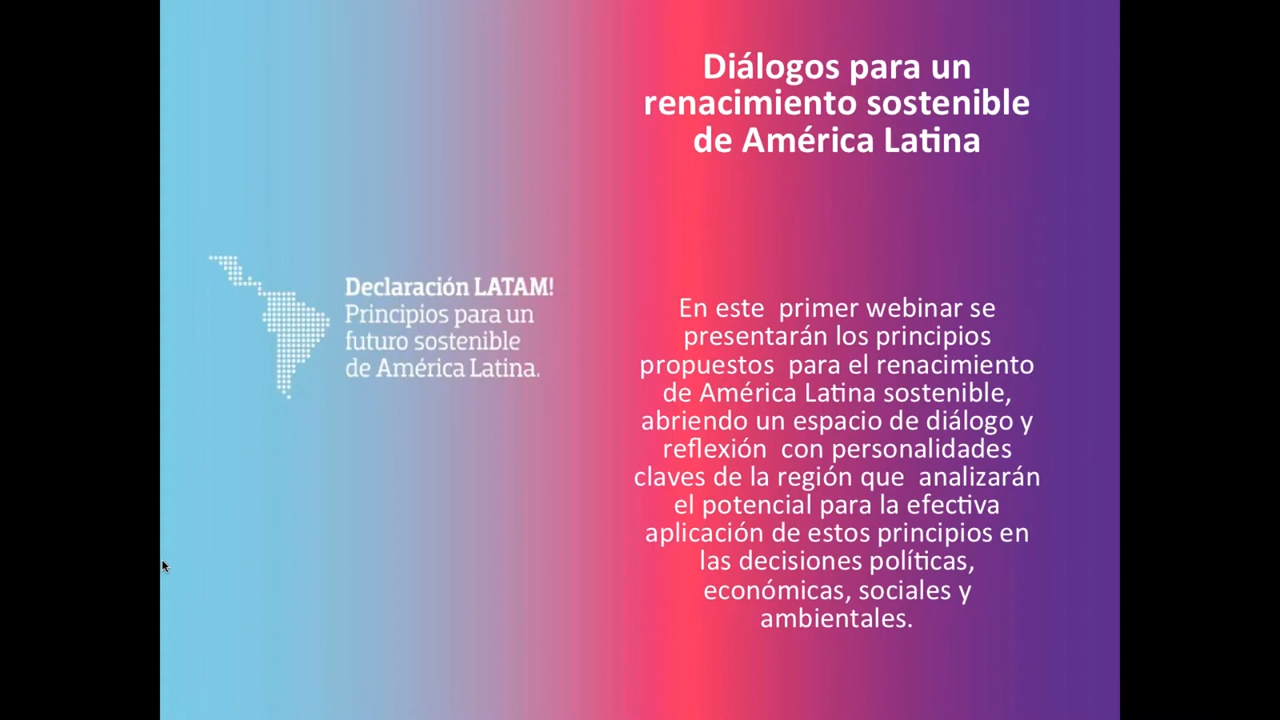 Diálogos para un
renacimiento sostenible
de América Latina
Declaración LATAM!
Principios para un
futuro sostenible
de América Latina.
En este primer webinar se
presentarán los principios
propuestos para el renacimiento
de América Latina sostenible,
abriendo un espacio de diálogo y
reflexión con personalidades
claves de la región que analizarán
el potencial para la efectiva
aplicación de estos principios en
las decisiones políticas,
económicas, sociales y
ambientales.